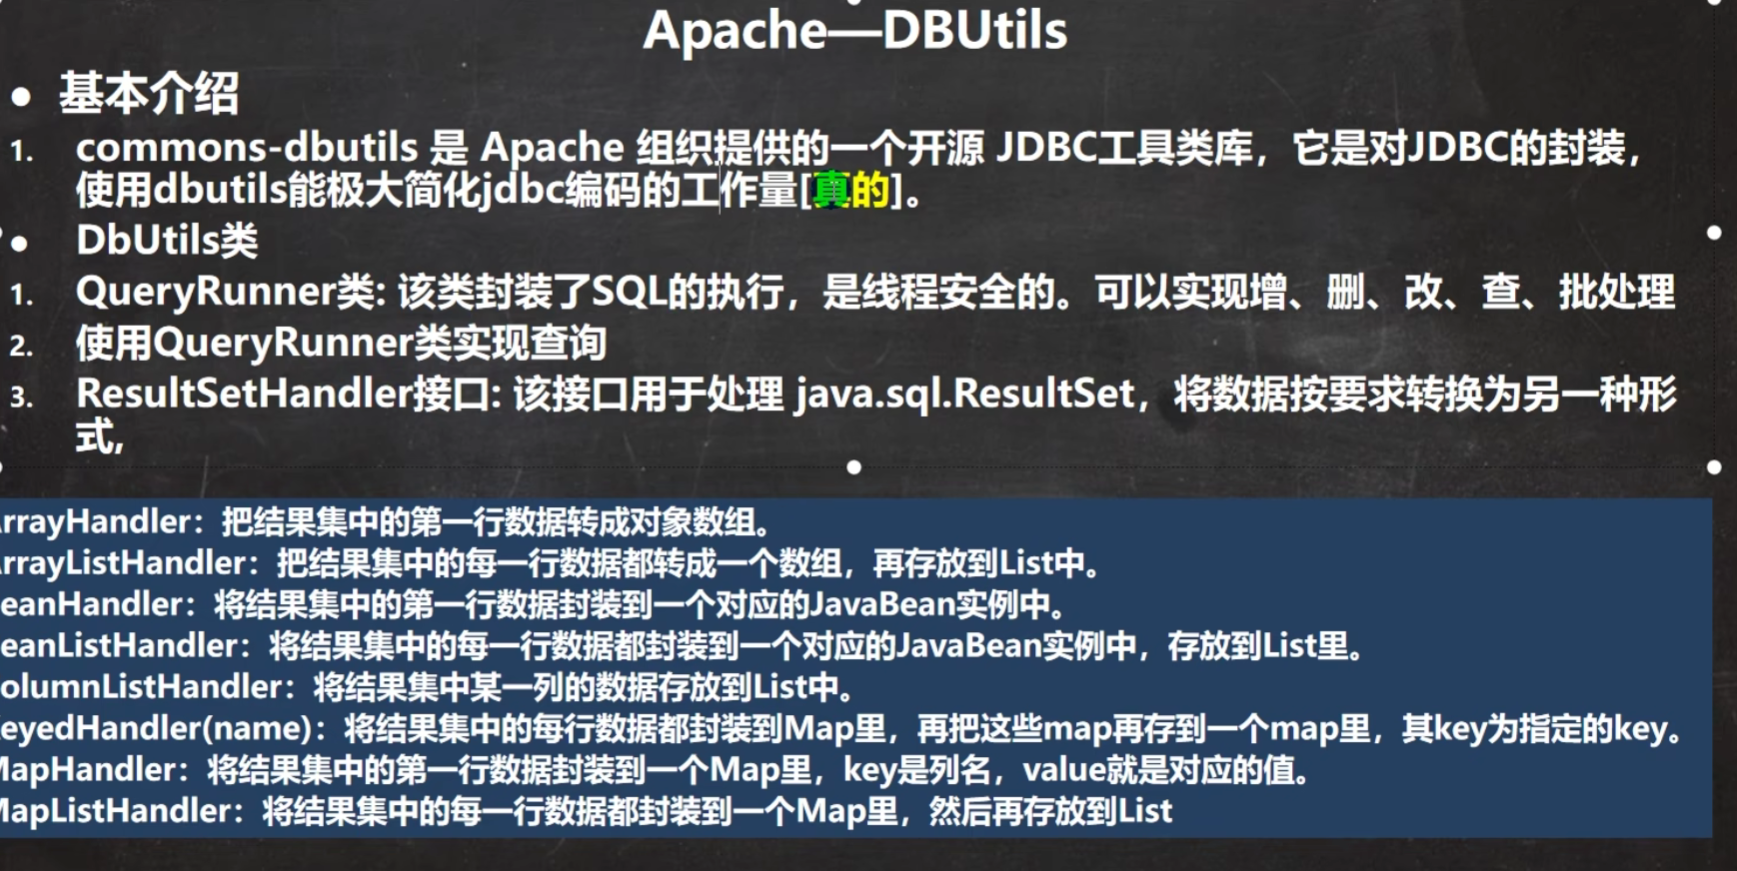 Apache—DBUtils
● 基本介绍
1. commons-dbutils 是 Apache 组织提供的一个开源 JDBC工具类库，它是对JDBC的封装，
使用dbutils能极大简化jdbc编码的工作量[真的]。
● DbUtils类
1. QueryRunner类: 该类封装了SQL的执行，是线程安全的。可以实现增、删、改、查、批处理
2. 使用QueryRunner类实现查询
3. ResultSetHandler接口: 该接口用于处理 java.sql.ResultSet，将数据按要求转换为另一种形
式,
rrayHandler：把结果集中的第一行数据转成对象数组。
rrayListHandler：把结果集中的每一行数据都转成一个数组，再存放到List中。
eanHandler：将结果集中的第一行数据封装到一个对应的JavaBean实例中。
eanListHandler：将结果集中的每一行数据都封装到一个对应的JavaBean实例中，存放到List里。
olumnListHandler：将结果集中某一列的数据存放到List中。
eyedHandler(name)：将结果集中的每行数据都封装到Map里，再把这些map再存到一个map里，其key为指定的key。
MapHandler：将结果集中的第一行数据封装到一个Map里，key是列名，value就是对应的值。
MapListHandler：将结果集中的每一行数据都封装到一个Map里，然后再存放到List